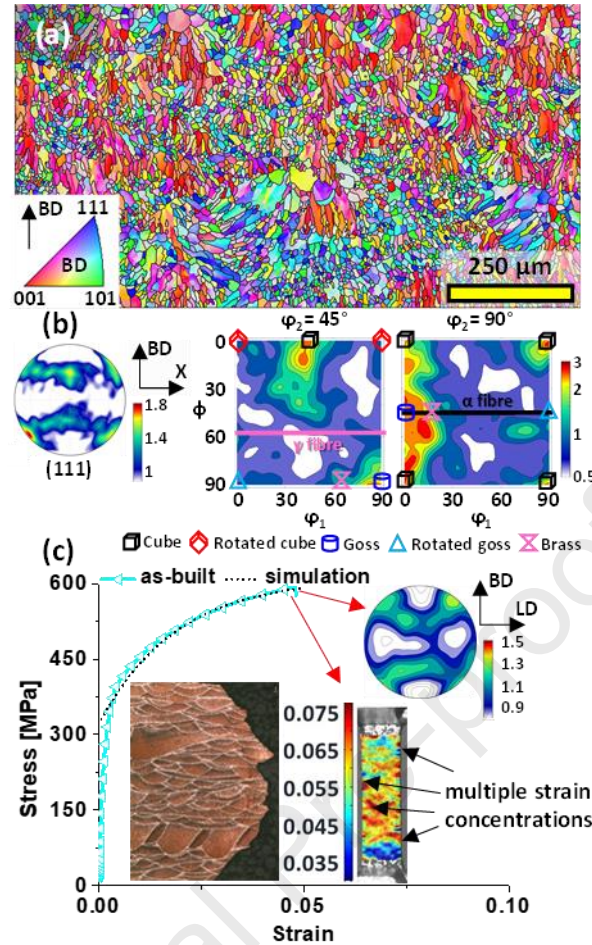 (a)
BD 111
BD
001 101
250 µm
(b)
BD
X
1.8
1.6
1.4
1.2
1
(111)
φ2= 45°
φ2= 90°
0
30
ϕ
60
90
γ fibre
α fibre
0 30 60 90
0 30 60 90
φ1
φ1
3
2
1
0.5
Cube Rotated cube Goss Rotated goss Brass
(c)
as-built simulation
600
450
300
150
0
Stress [MPa]
BD
LD
1.5
1.3
1.1
0.9
0.075
0.065
0.055
0.045
0.035
multiple strain
concentrations
0.00 0.05 0.10
Strain